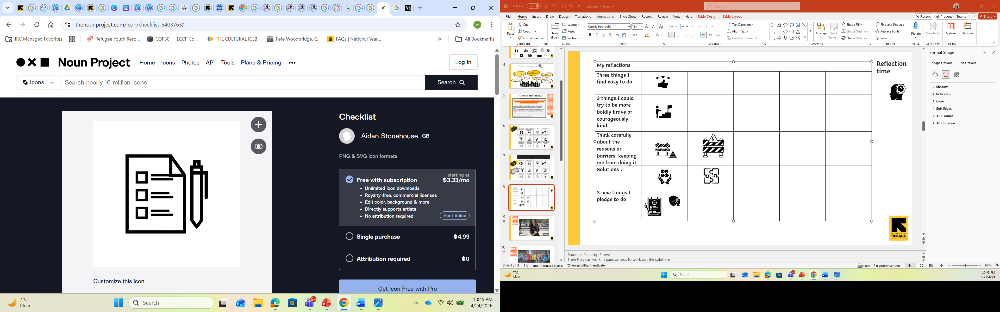 thenounproject.com/icon/checklist-5403763/
W
IRC Managed Favorites
Refugee Youth Reso...
COP30 — ECCP Co...
THE CULTURAL ICEB...
Pete Woodbridge, C...
FAQs | National Year...
All Bookmarks
Noun Project
Home Icons Photos API Tools Plans & Pricing
Log In
Icons
Search nearly 10 million icons
Search
Checklist
Aidan Stonehouse GB
PNG & SVG icon formats
starting at
Free with subscription $3.33/mo
• Unlimited icon downloads
• Royalty-free, commercial licenses
• Edit color, background & more
• Directly supports artists
• No attribution required
Best Value
Single purchase $4.99
Attribution required $0
Get Icon Free with Pro
Customize this icon
7°C
Clear
Search
9+
10:45 PM
4/24/2026
AutoSave On
courage • Saved
Search
File Home Insert Draw Design Transitions Animations Slide Show Record Review View Help Table Design Table Layout
Record
Present in Teams
Share
Paste
Cut
Copy
Format Painter
Clipboard
New
Slide
Layout
Reset
Section
Slides
Kermit Semibold
12+
Font
Text Direction
Align Text
Convert to SmartArt
Paragraph
Arrange
Quick
Styles
Shape Fill
Shape Outline
Shape Effects
Drawing
Find and Replace
Replace Fonts
Select
Editing
Dictate
Voice
Sensitivity
Sensitivity
Add-ins
Add-ins
Designer
4
Let's take a deeper look
5
Let's talk about courage
6
7
8
9
10
My reflections
Three things I
find easy to do
3 things I could
try to be more
boldly brave or
courageously
kind
Think carefully
about the
reasons or
barriers keeping
me from doing it
Solutions :
3 new things I
pledge to do
Reflection
time
INTERNATIONAL
RESCUE
COMMITTEE
Format Shape
Shape Options
Text Options
Shadow
Reflection
Glow
Soft Edges
3-D Format
3-D Rotation
Students fill in top 3 rows
Then they can work in pairs or trios to work out the solutions
Slide 8 of 18
English (United States)
Accessibility: Investigate
Notes
Display Settings
104%
7°C
Clear
Search
9+
10:45 PM
4/24/2026